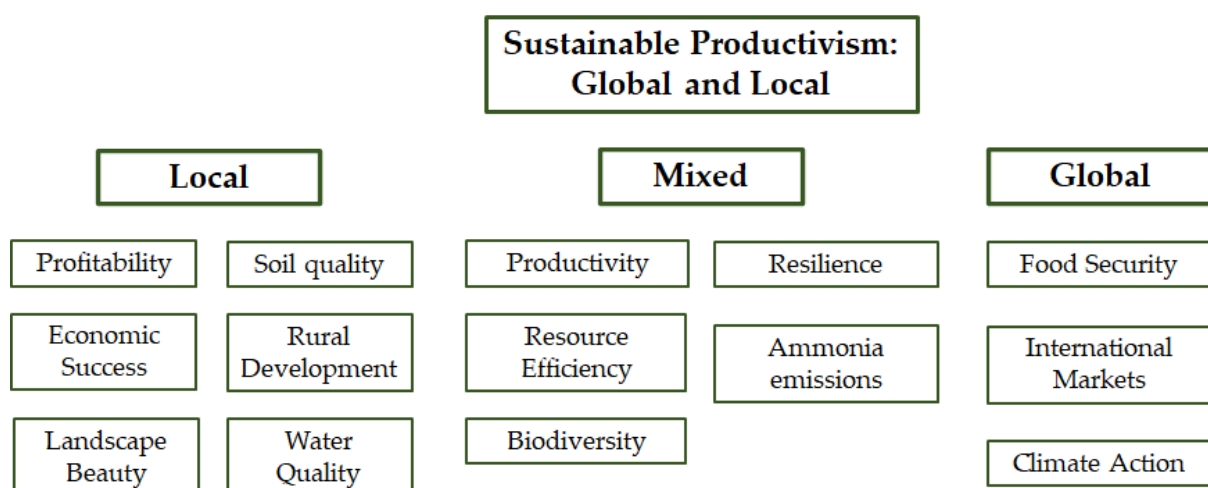 Sustainable Productivism:
Global and Local
Local
Mixed
Global
Profitability
Soil quality
Economic
Success
Rural
Development
Landscape
Beauty
Water
Quality
Productivity
Resilience
Resource
Efficiency
Ammonia
emissions
Biodiversity
Food Security
International
Markets
Climate Action